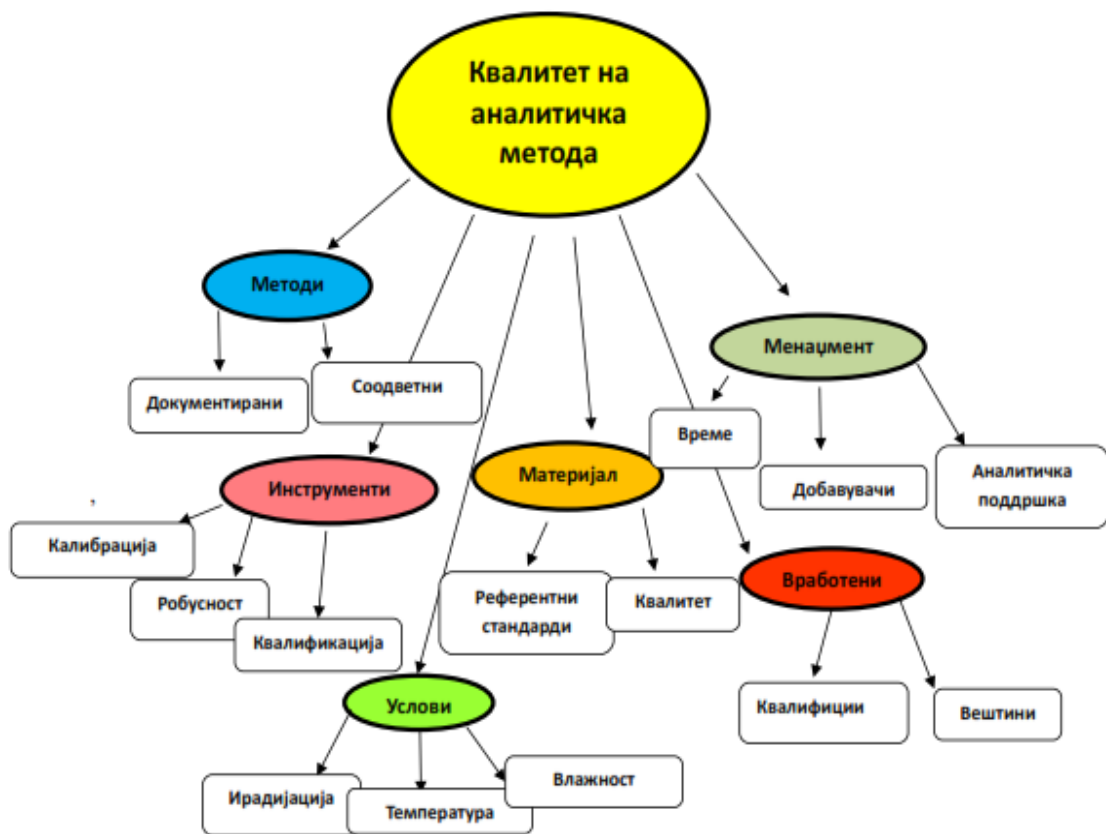 Квалитет на
аналитичка
метода
Методи
Документирани
Соодветни
Менаџмент
Време
Добавувачи
Аналитичка
поддршка
Инструменти
,
Калибрација
Робусност
Квалификација
Материјал
Референтни
стандарди
Квалитет
Вработени
Квалифиции
Вештини
Услови
Ирадијација
Температура
Влажност